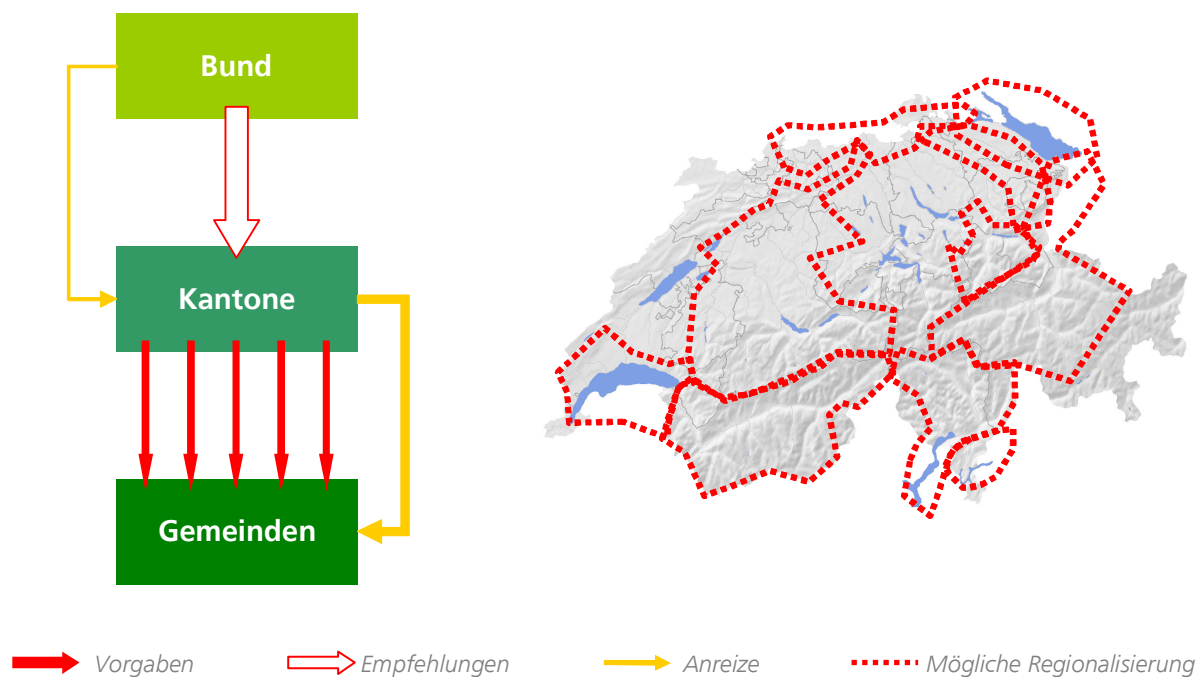 Bund
Kantone
Gemeinden
Vorgaben
Empfehlungen
Anreize
Mögliche Regionalisierung